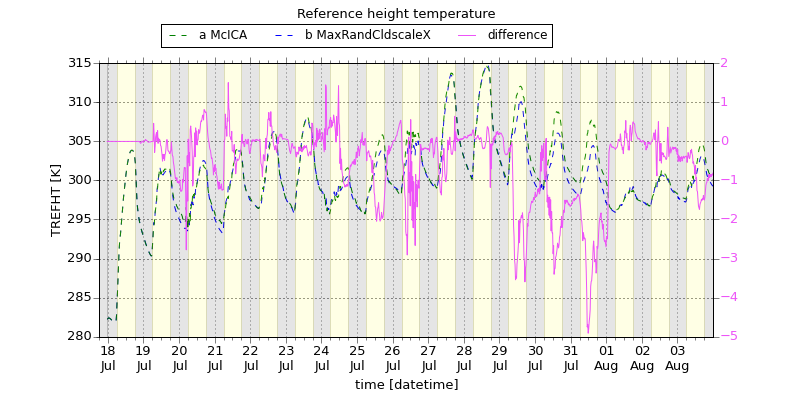 Reference height temperature
a McICA b MaxRandCldscaleX difference
315
310
305
300
295
290
285
280
TREFHT [K]
2
1
0
−1
−2
−3
−4
−5
18 19 20 21 22 23 24 25 26 27 28 29 30 31 01 02 03
Jul Jul Jul Jul Jul Jul Jul Jul Jul Jul Jul Jul Jul Jul Aug Aug Aug
time [datetime]